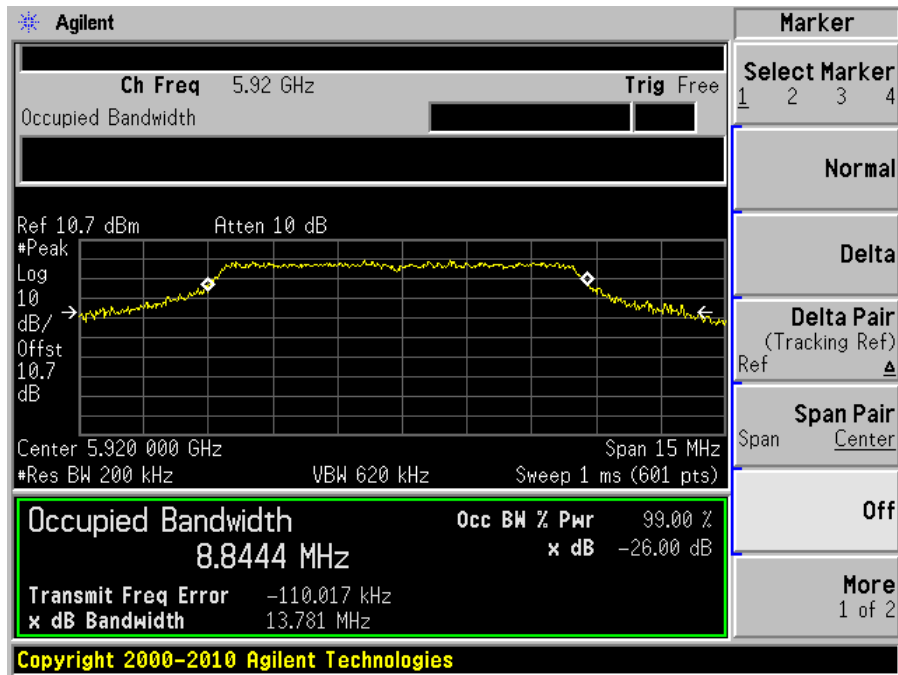 Agilent
Marker
Ch Freq 5.92 GHz Trig Free
Occupied Bandwidth
Select Marker
1 2 3 4
Normal
Delta
Delta Pair
(Tracking Ref)
Ref Δ
Span Pair
Span Center
Off
More
1 of 2
Ref 10.7 dBm Atten 10 dB
#Peak
Log
10
dB/
Offst
10.7
dB
Center 5.920 000 GHz Span 15 MHz
#Res BW 200 kHz VBW 620 kHz Sweep 1 ms (601 pts)
Occupied Bandwidth
8.8444 MHz
Occ BW % Pwr 99.00 %
x dB -26.00 dB
Transmit Freq Error -110.017 kHz
x dB Bandwidth 13.781 MHz
Copyright 2000-2010 Agilent Technologies